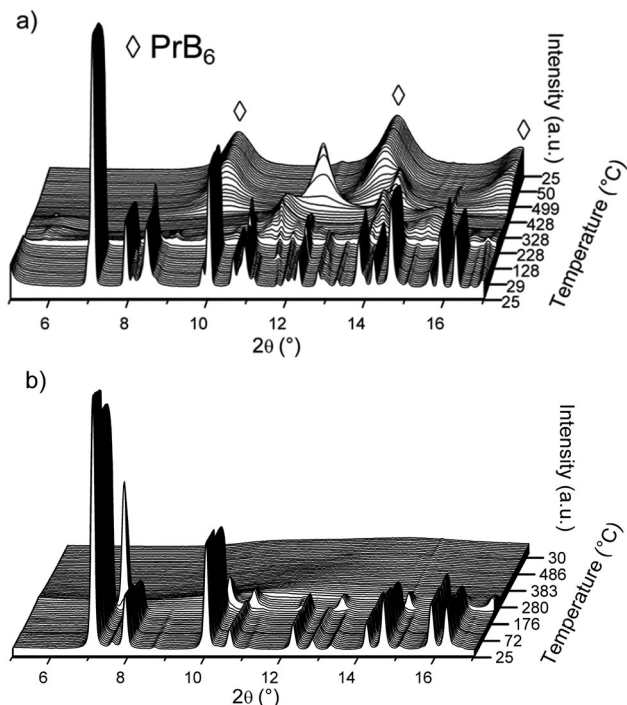 a)
◊ PrB6
Intensity (a.u.)
25
50
499
428
328
228
128
29
25
Temperature (°C)
6 8 10 12 14 16
2θ (°)
b)
Intensity (a.u.)
30
486
383
280
176
72
25
Temperature (°C)
6 8 10 12 14 16
2θ (°)